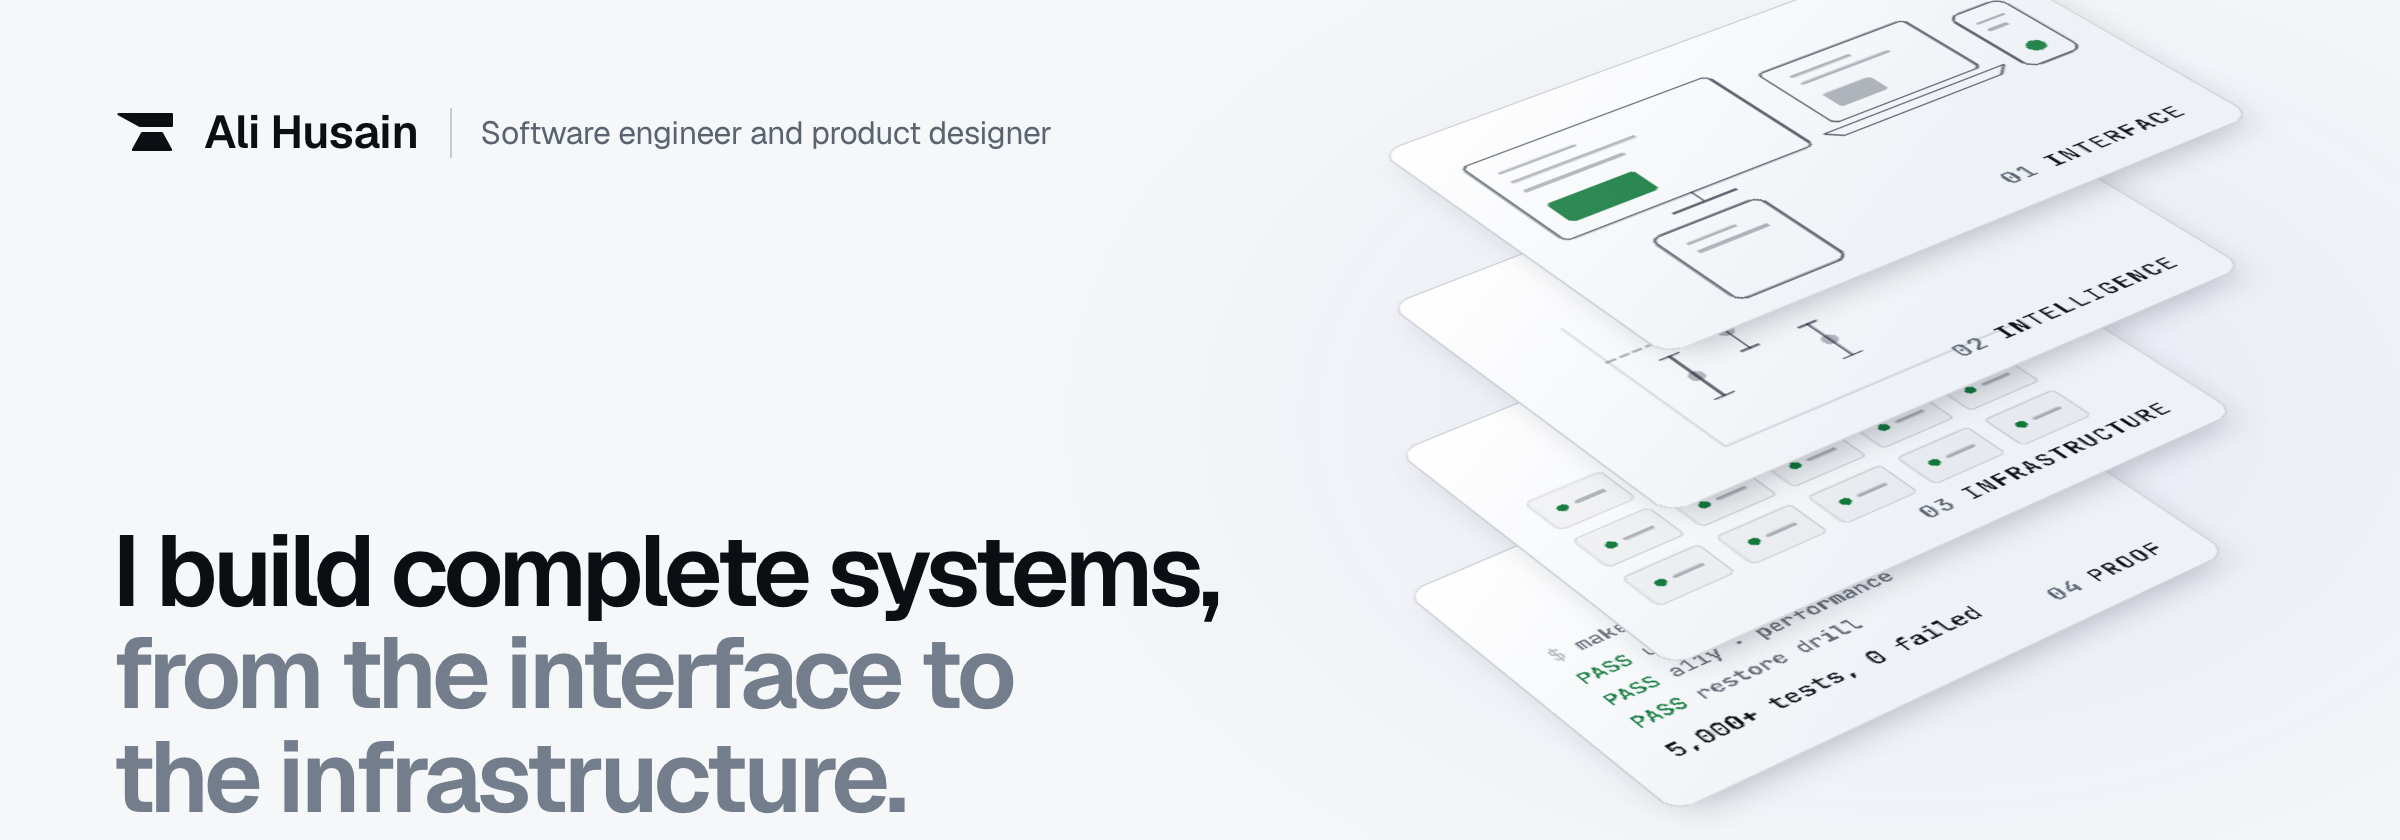 Ali Husain
Software engineer and product designer
I build complete systems,
from the interface to
the infrastructure.
01 INTERFACE
02 INTELLIGENCE
03 INFRASTRUCTURE
04 PROOF
$ make
PASS
PASS a11y · performance
PASS restore drill
5,000+ tests, 0 failed